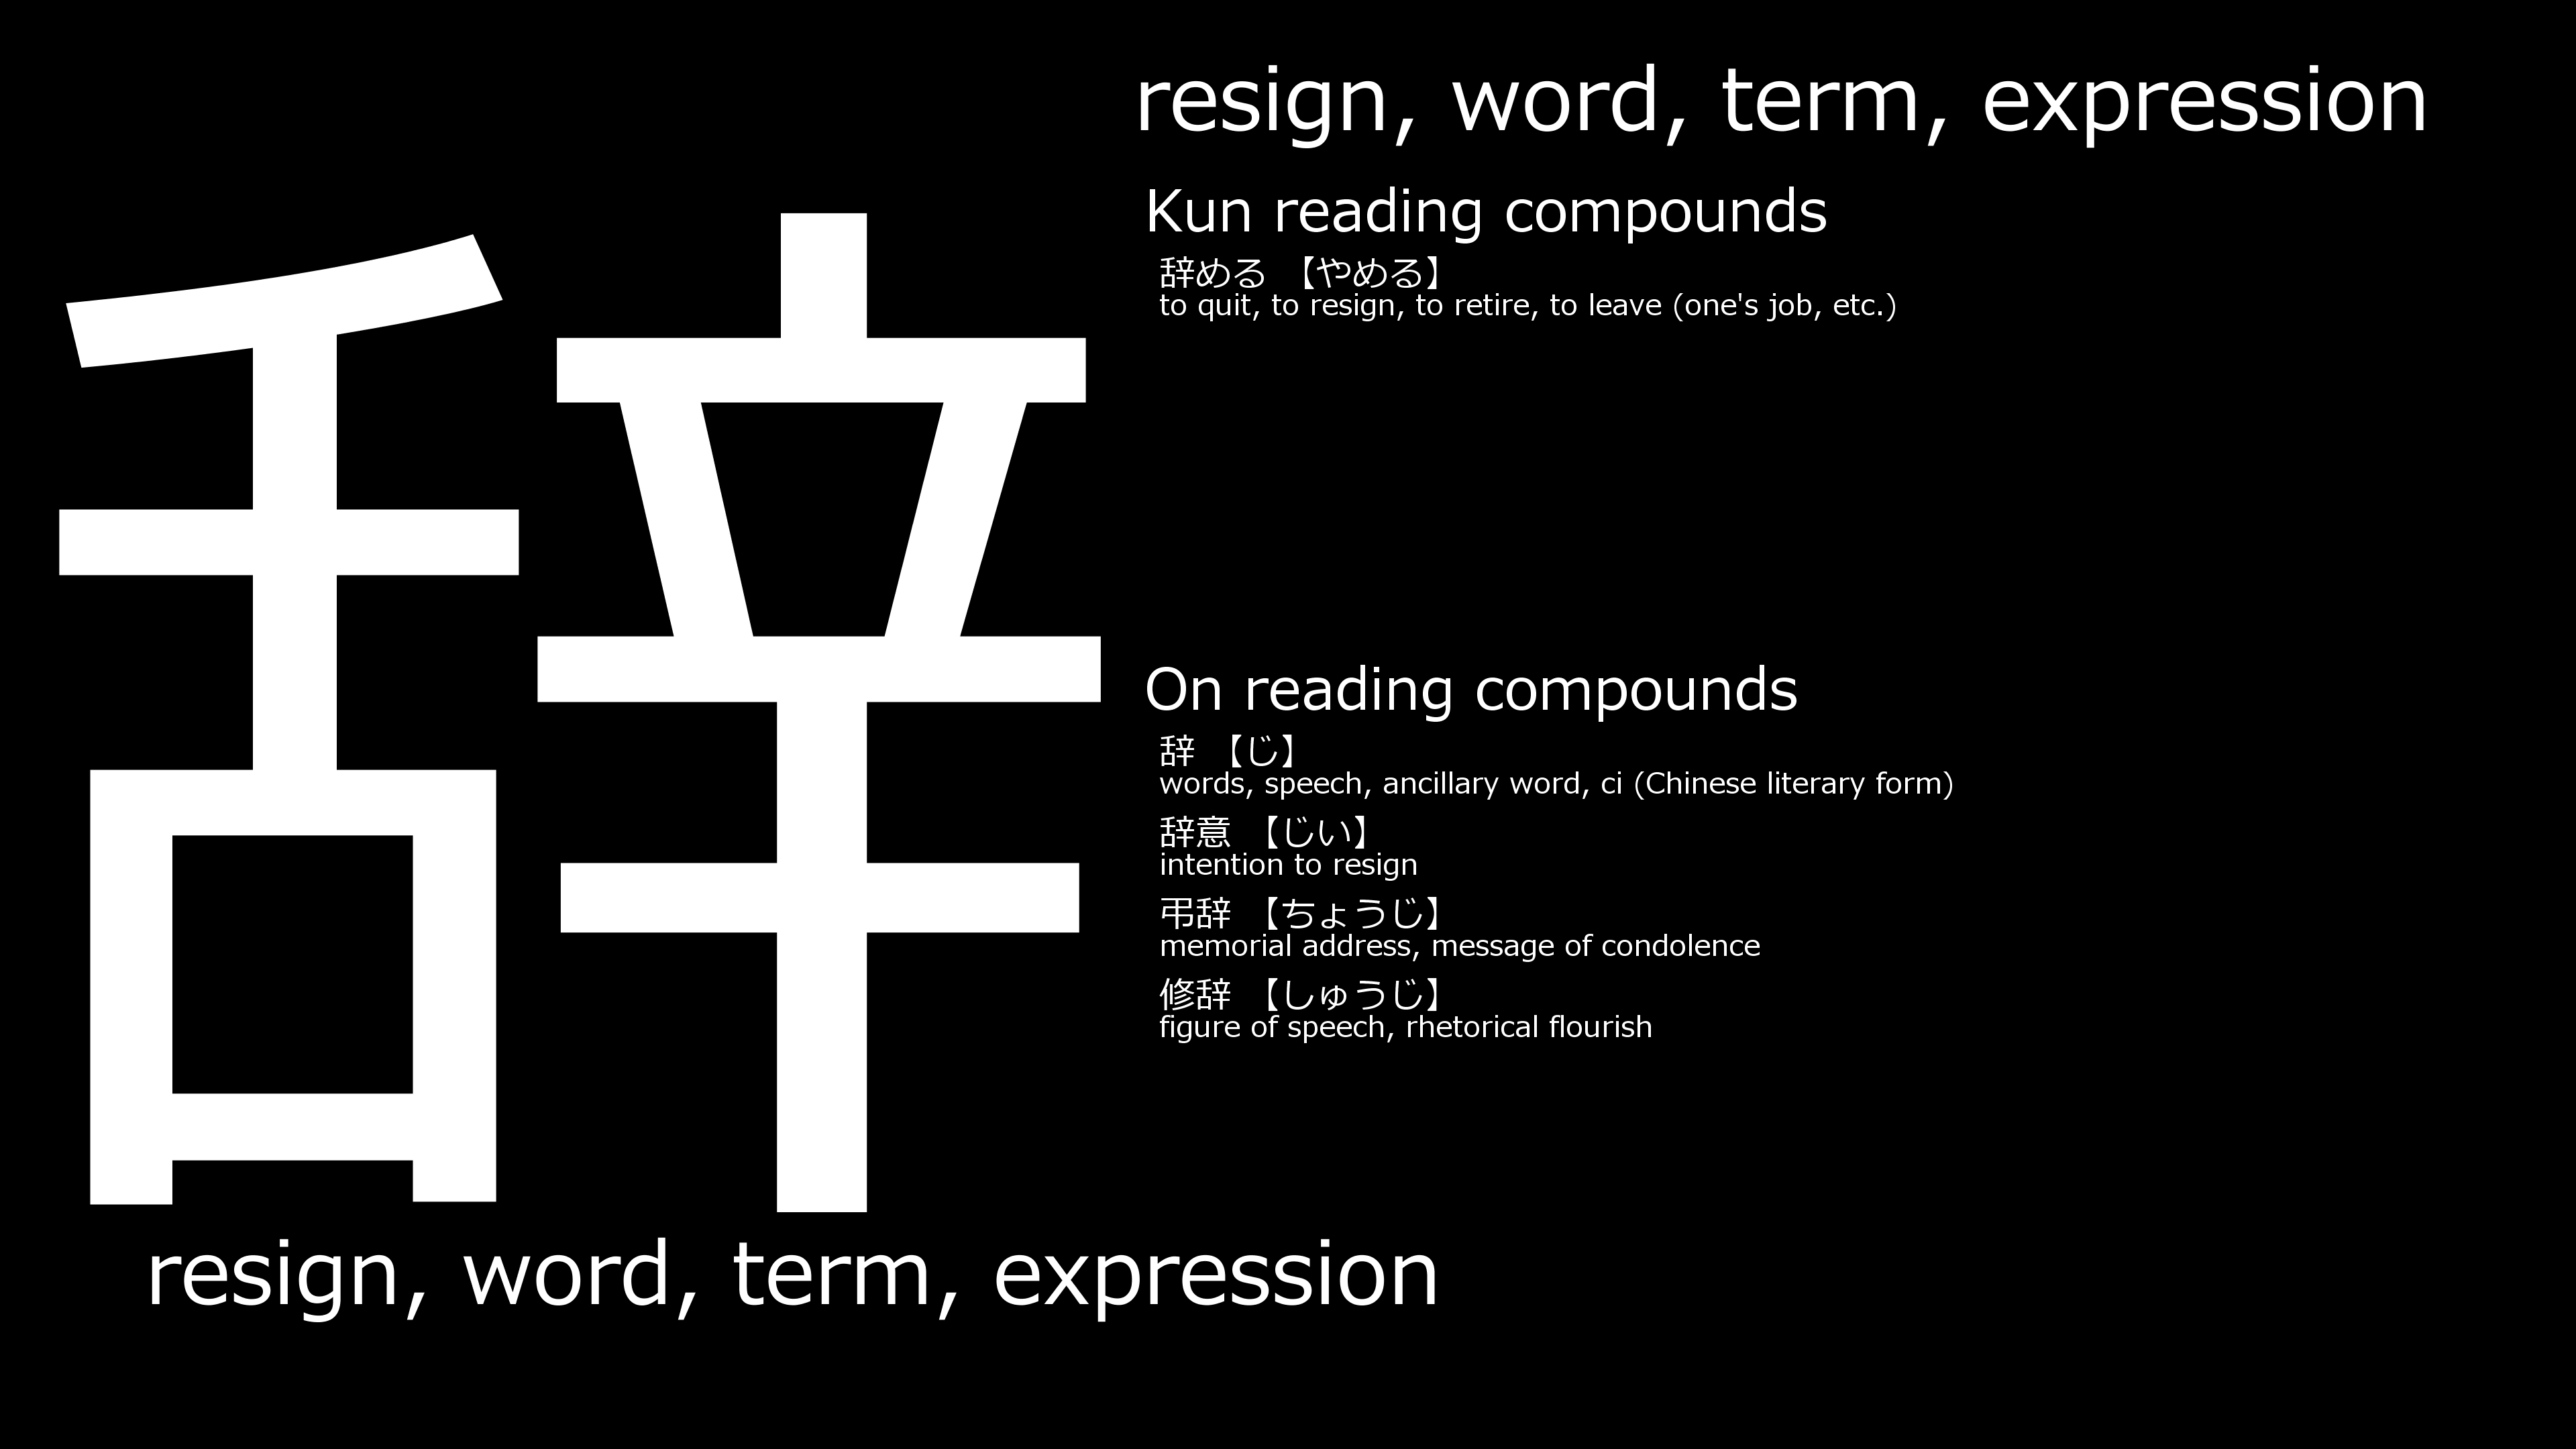 辞
resign, word, term, expression
Kun reading compounds
辞める 【やめる】
to quit, to resign, to retire, to leave (one's job, etc.)
On reading compounds
辞 【じ】
words, speech, ancillary word, ci (Chinese literary form)
辞意 【じい】
intention to resign
弔辞 【ちょうじ】
memorial address, message of condolence
修辞 【しゅうじ】
figure of speech, rhetorical flourish
resign, word, term, expression